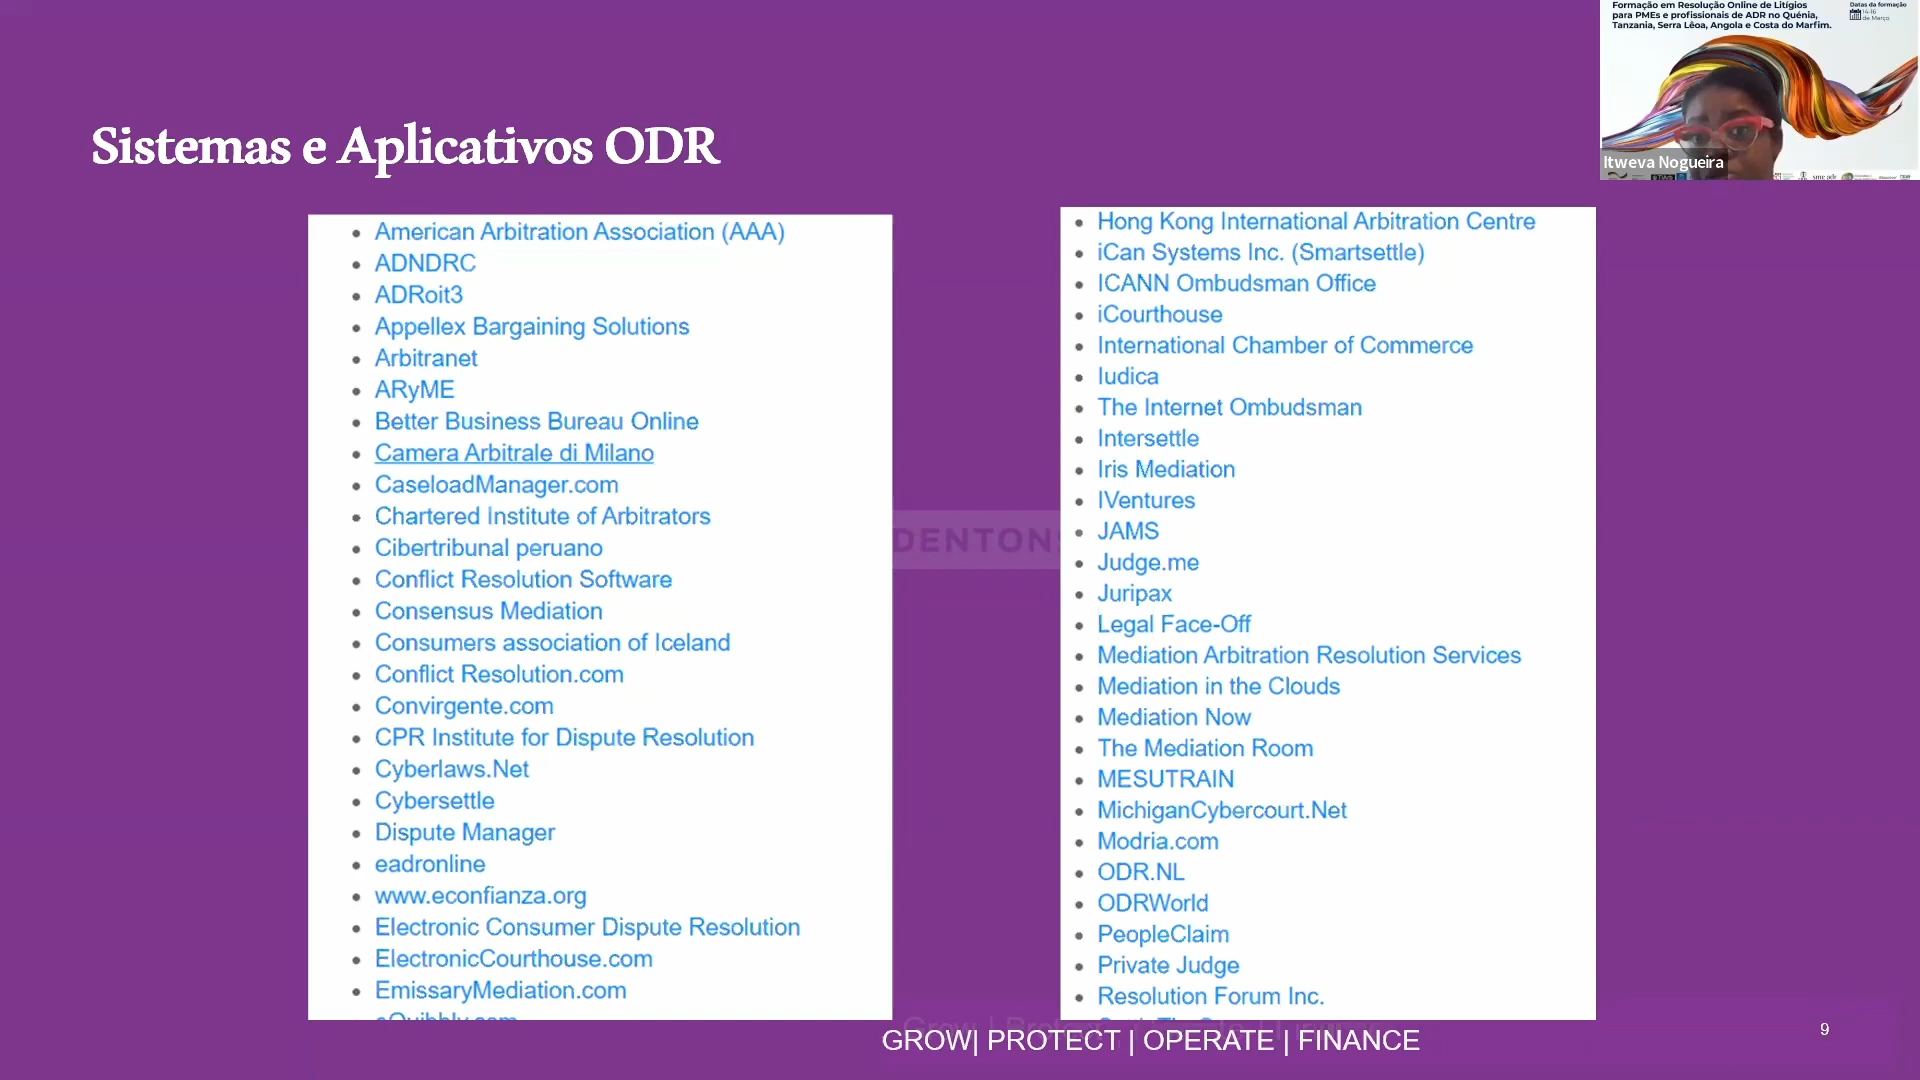 Formação em Resolução Online de Litígios
para PMEs e profissionais de ADR no Quénia,
Tanzania, Serra Lêoa, Angola e Costa do Marfim.
Datas da formação
14-16
de Março
Itweva Nogueira
Sistemas e Aplicativos ODR
American Arbitration Association (AAA)
ADNDRC
ADRoit3
Appellex Bargaining Solutions
Arbitranet
ARyME
Better Business Bureau Online
Camera Arbitrale di Milano
CaseloadManager.com
Chartered Institute of Arbitrators
Cibertribunal peruano
Conflict Resolution Software
Consensus Mediation
Consumers association of Iceland
Conflict Resolution.com
Convirgente.com
CPR Institute for Dispute Resolution
Cyberlaws.Net
Cybersettle
Dispute Manager
eadronline
www.econfianza.org
Electronic Consumer Dispute Resolution
ElectronicCourthouse.com
EmissaryMediation.com
Hong Kong International Arbitration Centre
iCan Systems Inc. (Smartsettle)
ICANN Ombudsman Office
iCourthouse
International Chamber of Commerce
Iudica
The Internet Ombudsman
Intersettle
Iris Mediation
IVentures
JAMS
Judge.me
Juripax
Legal Face-Off
Mediation Arbitration Resolution Services
Mediation in the Clouds
Mediation Now
The Mediation Room
MESUTRAIN
MichiganCybercourt.Net
Modria.com
ODR.NL
ODRWorld
PeopleClaim
Private Judge
Resolution Forum Inc.
DENTON
GROW| PROTECT | OPERATE | FINANCE
9